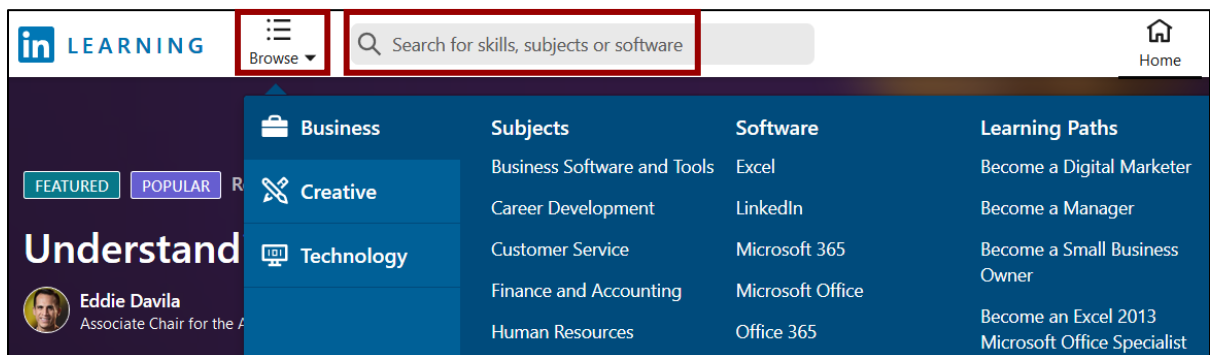 in LEARNING
Browse
Search for skills, subjects or software
Home
FEATURED
POPULAR
Understand
Eddie Davila
Associate Chair for the
Business
Creative
Technology
Subjects
Business Software and Tools
Career Development
Customer Service
Finance and Accounting
Human Resources
Software
Excel
LinkedIn
Microsoft 365
Microsoft Office
Office 365
Learning Paths
Become a Digital Marketer
Become a Manager
Become a Small Business
Owner
Become an Excel 2013
Microsoft Office Specialist